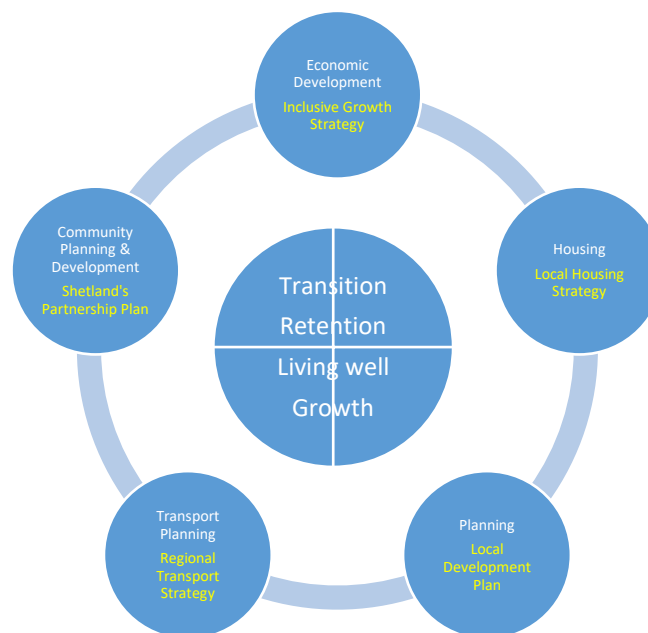 Economic
Development
Inclusive Growth
Strategy
Community
Planning &
Development
Shetland's
Partnership Plan
Housing
Local Housing
Strategy
Transition
Retention
Living well
Growth
Transport
Planning
Regional
Transport
Strategy
Planning
Local
Development
Plan